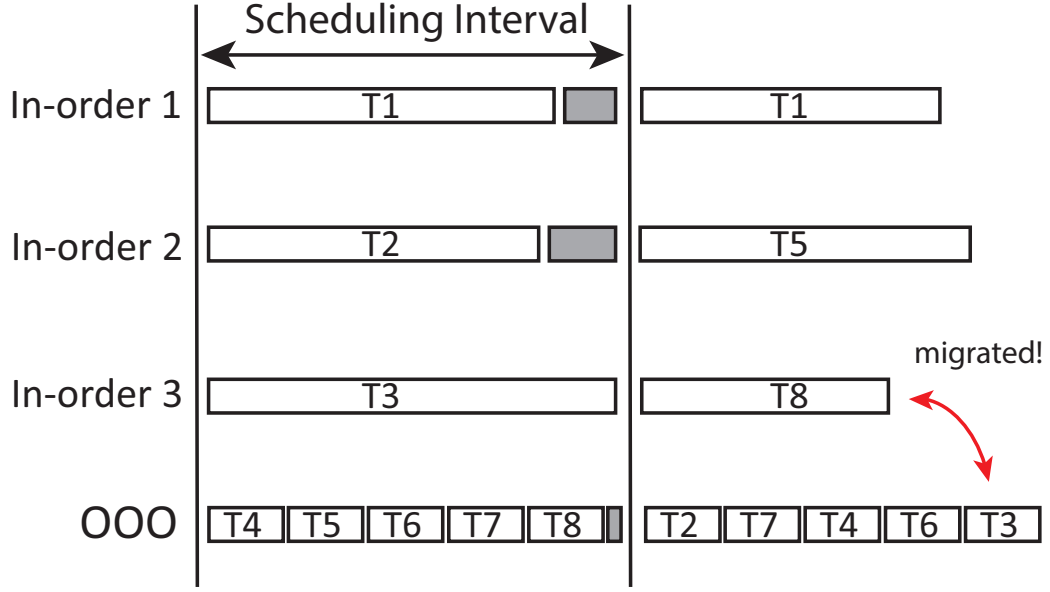 Scheduling Interval
In-order 1 T1 T1
In-order 2 T2 T5
migrated!
In-order 3 T3 T8
OOO T4 T5 T6 T7 T8 T2 T7 T4 T6 T3